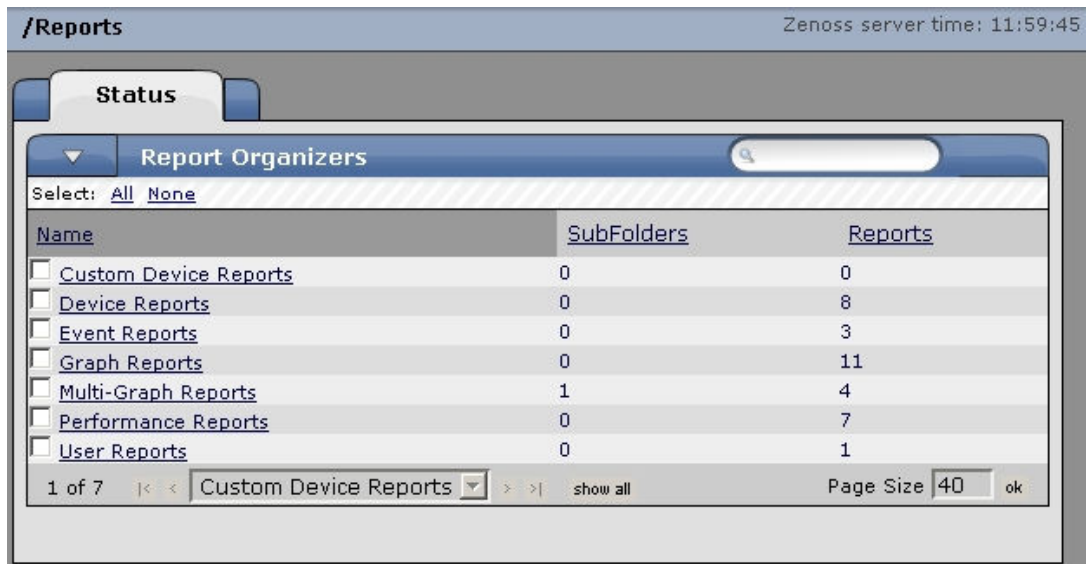 /Reports Zenoss server time: 11:59:45
Status
Report Organizers
Select: All None
Name SubFolders Reports
Custom Device Reports 0 0
Device Reports 0 8
Event Reports 0 3
Graph Reports 0 11
Multi-Graph Reports 1 4
Performance Reports 0 7
User Reports 0 1
1 of 7 |< < Custom Device Reports > >| show all Page Size 40 ok